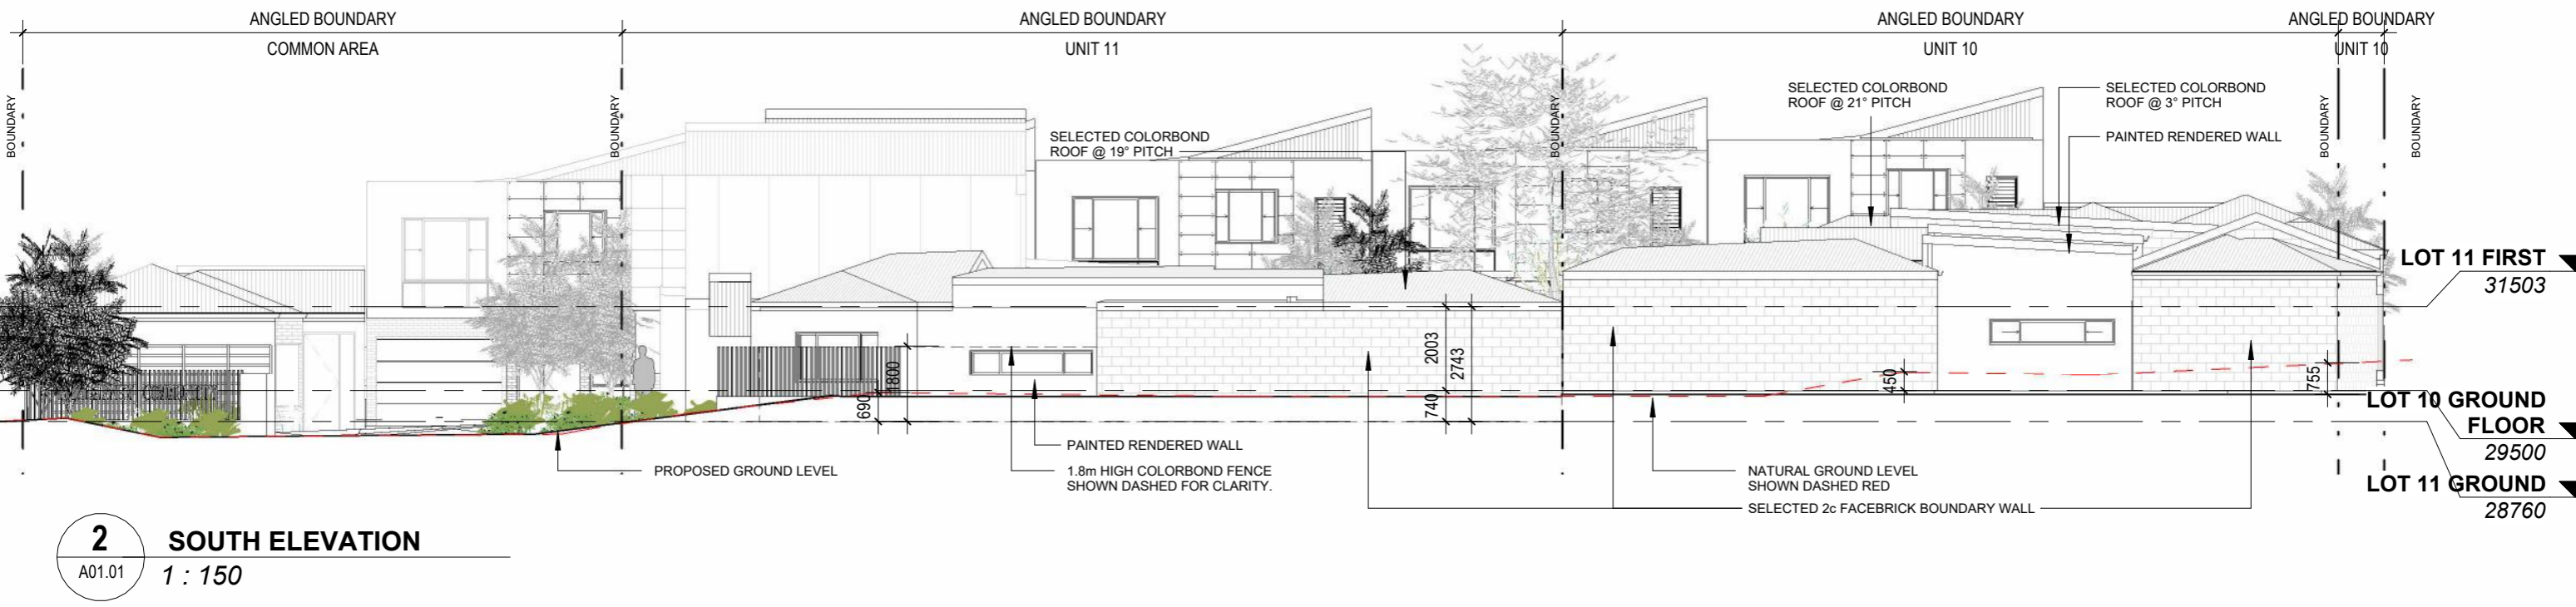 ANGLED BOUNDARY
COMMON AREA
ANGLED BOUNDARY
UNIT 11
ANGLED BOUNDARY
UNIT 10
ANGLED BOUNDARY
UNIT 10
BOUNDARY
BOUNDARY
BOUNDARY
BOUNDARY
BOUNDARY
SELECTED COLORBOND
ROOF @ 19° PITCH
SELECTED COLORBOND
ROOF @ 21° PITCH
SELECTED COLORBOND
ROOF @ 3° PITCH
PAINTED RENDERED WALL
LOT 11 FIRST
31503
1800
690
2003
2743
740
450
755
LOT 10 GROUND
FLOOR
29500
LOT 11 GROUND
28760
PROPOSED GROUND LEVEL
PAINTED RENDERED WALL
1.8m HIGH COLORBOND FENCE
SHOWN DASHED FOR CLARITY.
NATURAL GROUND LEVEL
SHOWN DASHED RED
SELECTED 2c FACEBRICK BOUNDARY WALL
2
A01.01
SOUTH ELEVATION
1 : 150